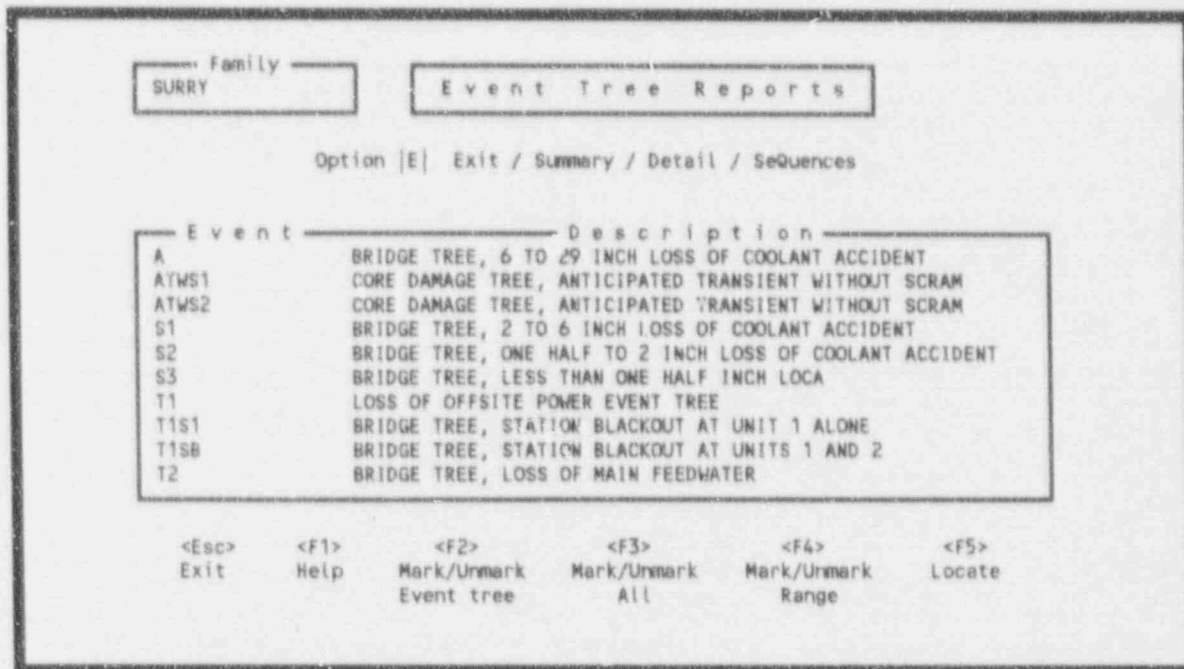 Family
SURRY
Event Tree Reports
Option |E| Exit / Summary / Detail / SeQuences
Event Description
A BRIDGE TREE, 6 TO 29 INCH LOSS OF COOLANT ACCIDENT
ATWS1 CORE DAMAGE TREE, ANTICIPATED TRANSIENT WITHOUT SCRAM
ATWS2 CORE DAMAGE TREE, ANTICIPATED TRANSIENT WITHOUT SCRAM
S1 BRIDGE TREE, 2 TO 6 INCH LOSS OF COOLANT ACCIDENT
S2 BRIDGE TREE, ONE HALF TO 2 INCH LOSS OF COOLANT ACCIDENT
S3 BRIDGE TREE, LESS THAN ONE HALF INCH LOCA
T1 LOSS OF OFFSITE POWER EVENT TREE
T1S1 BRIDGE TREE, STATION BLACKOUT AT UNIT 1 ALONE
T1SB BRIDGE TREE, STATION BLACKOUT AT UNITS 1 AND 2
T2 BRIDGE TREE, LOSS OF MAIN FEEDWATER
<Esc> <F1> <F2> <F3> <F4> <F5>
Exit Help Mark/Unmark Mark/Unmark Mark/Unmark Locate
Event tree All Range